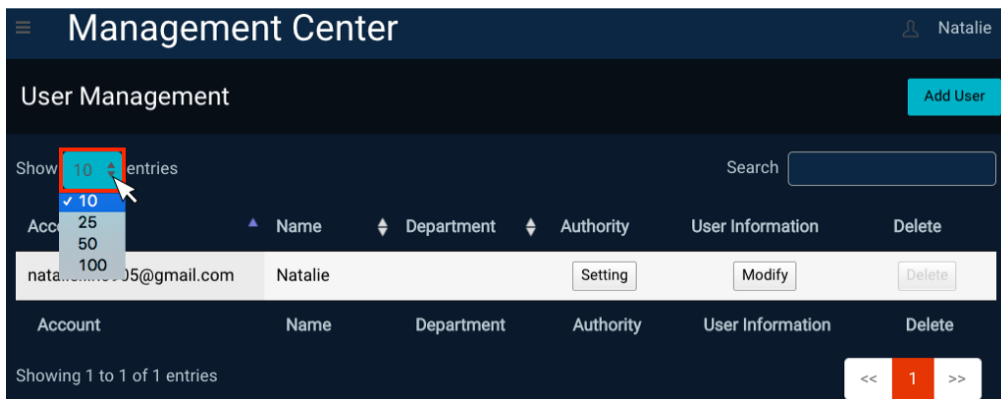 Management Center
Natalie
User Management
Add User
Show 10 entries
Search
✓ 10
25
50
100
Name
Department
Authority
User Information
Delete
Natalie
Setting
Modify
Delete
Account
Name
Department
Authority
User Information
Delete
Showing 1 to 1 of 1 entries
<<
1
>>